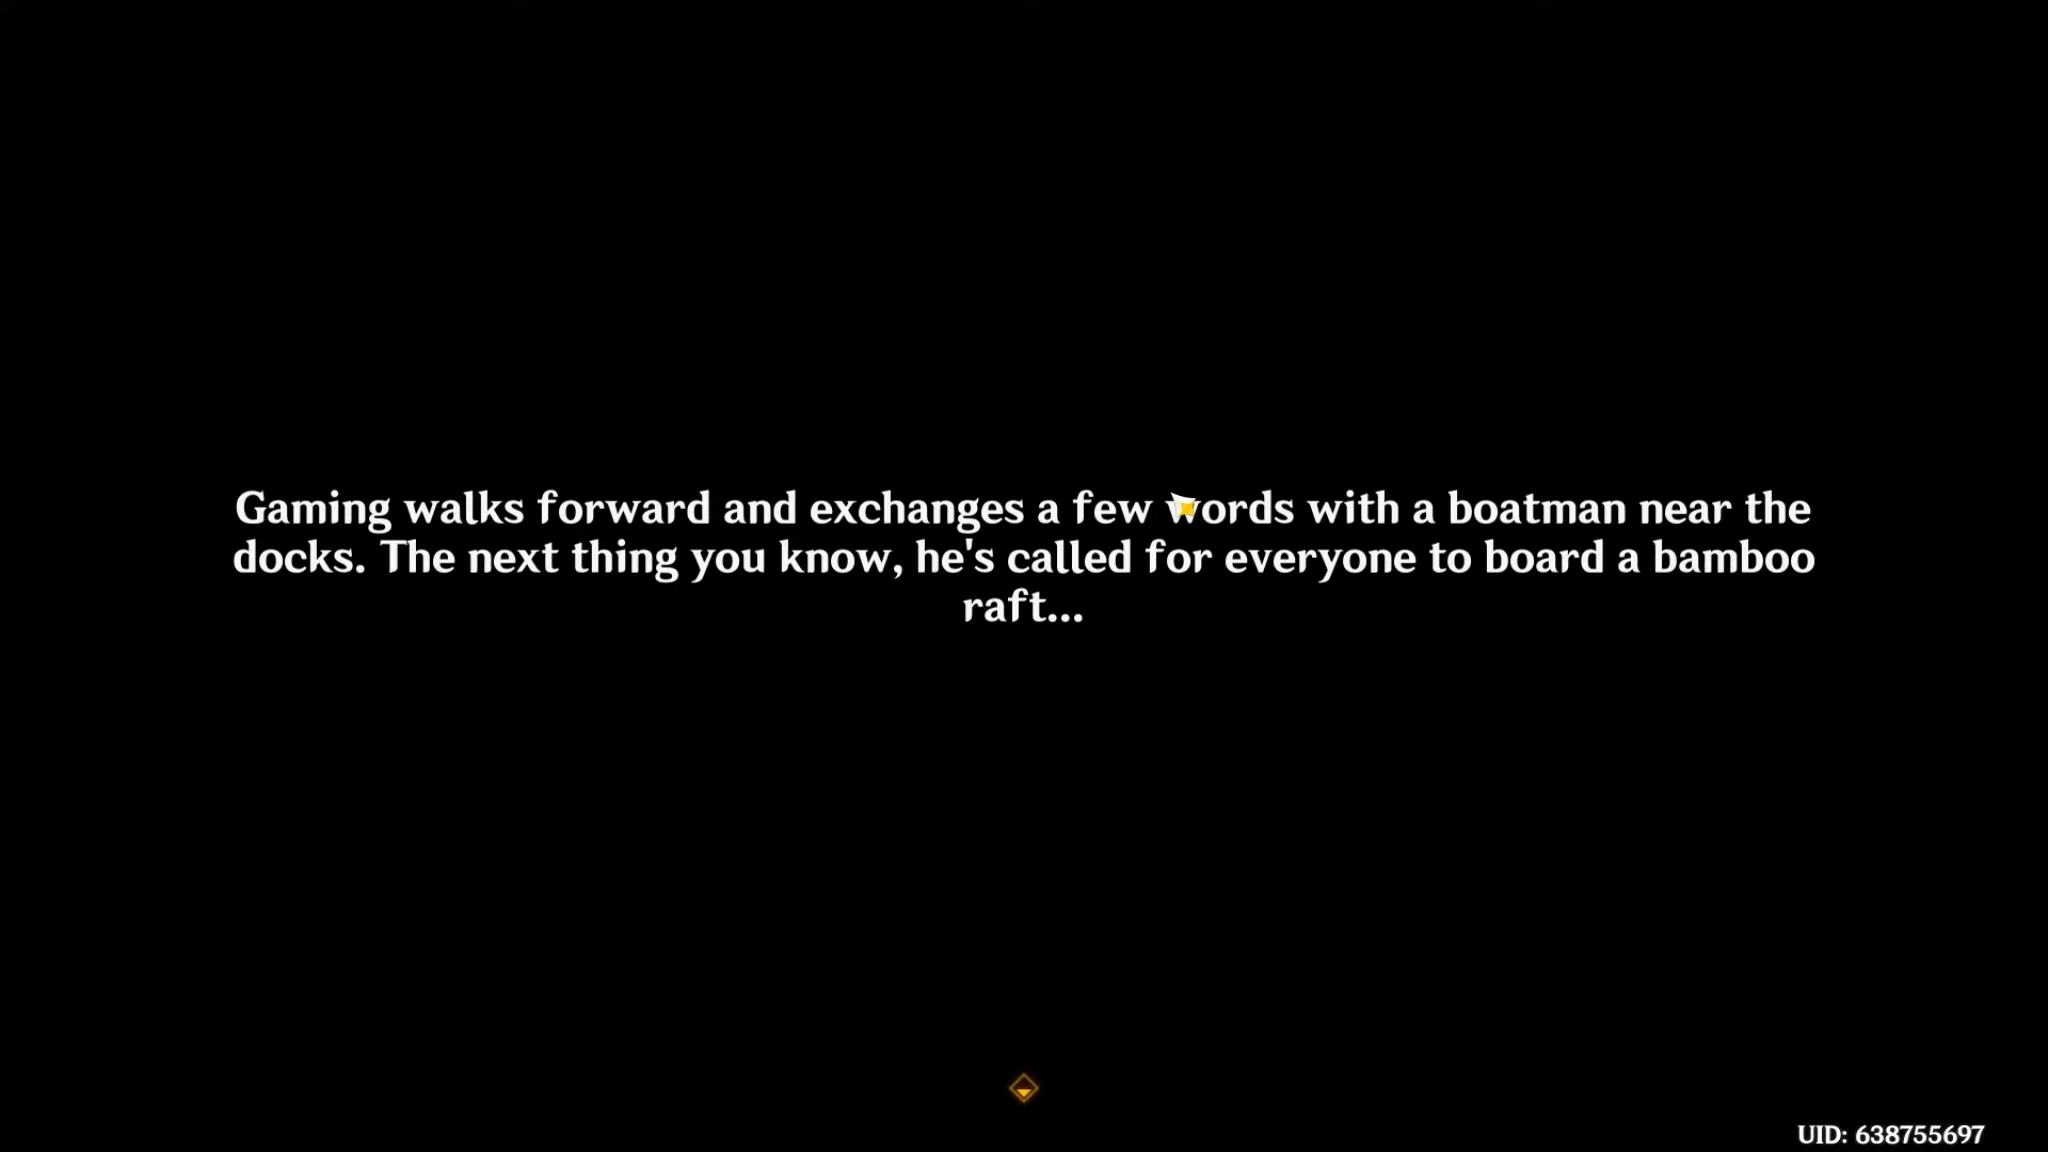 Gaming walks forward and exchanges a few words with a boatman near the
docks. The next thing you know, he's called for everyone to board a bamboo
raft...
UID: 638755697